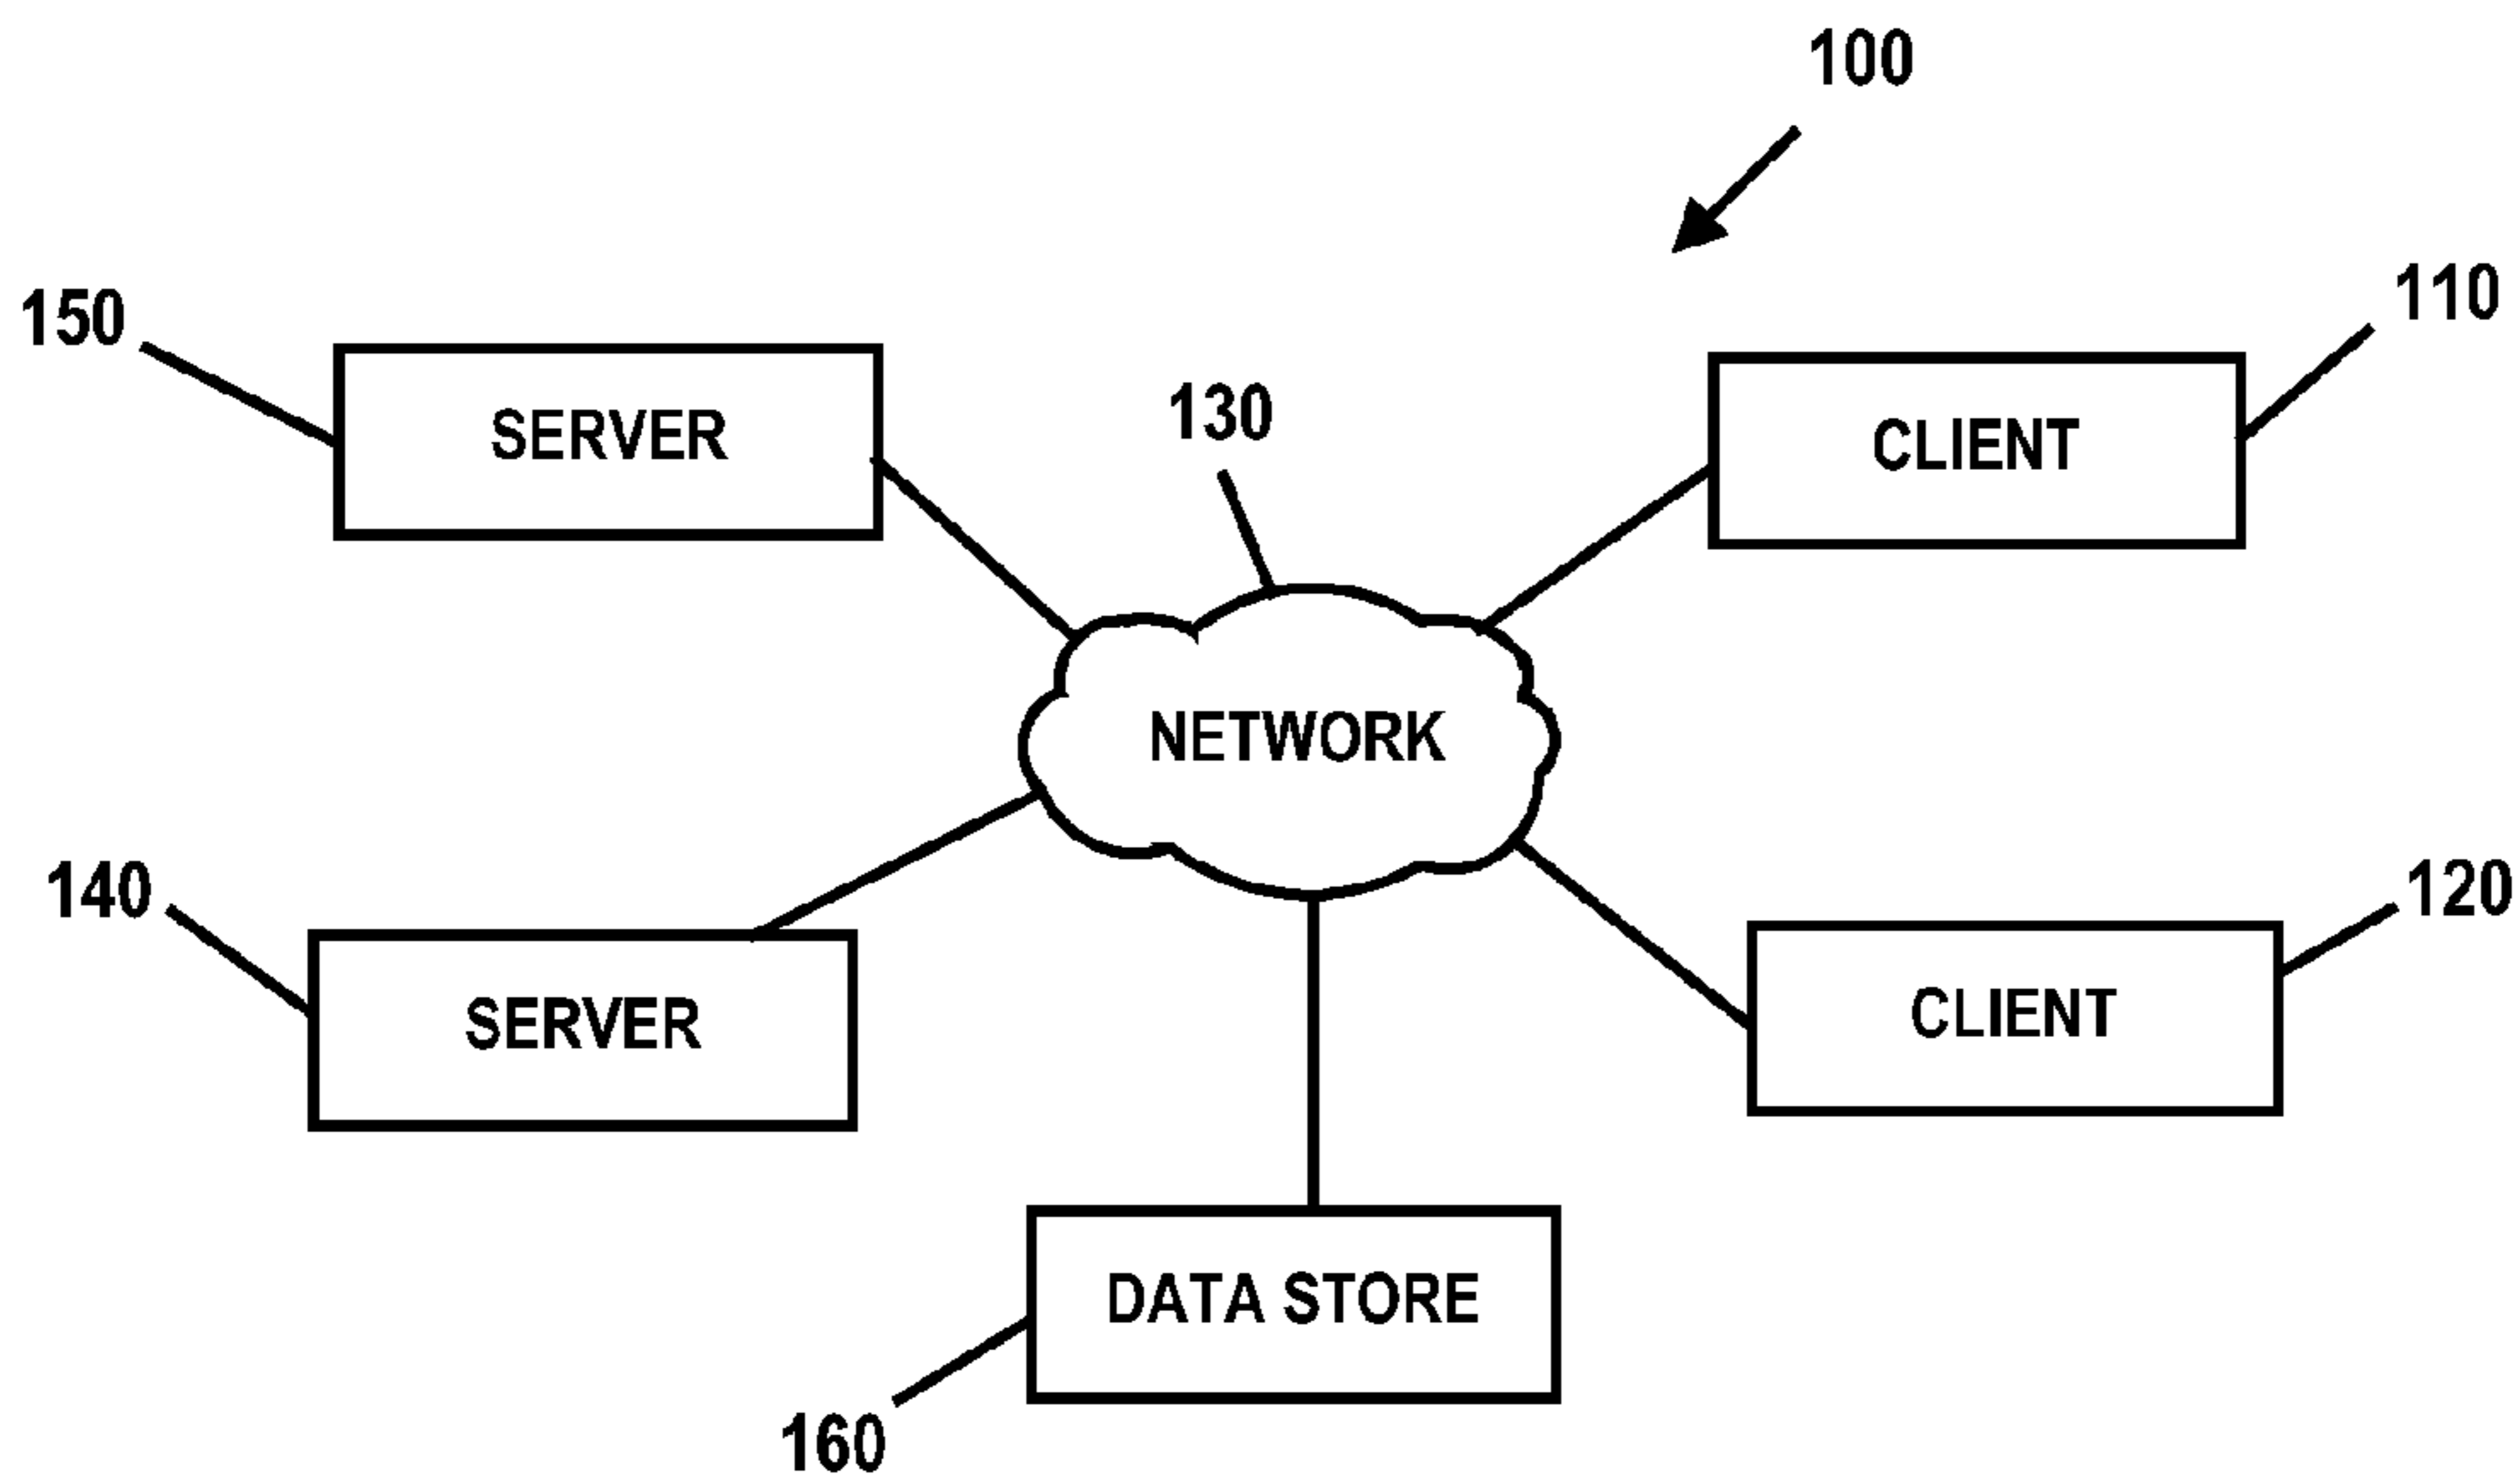 100
110
150
SERVER
130
CLIENT
NETWORK
140
120
SERVER
CLIENT
DATA STORE
160